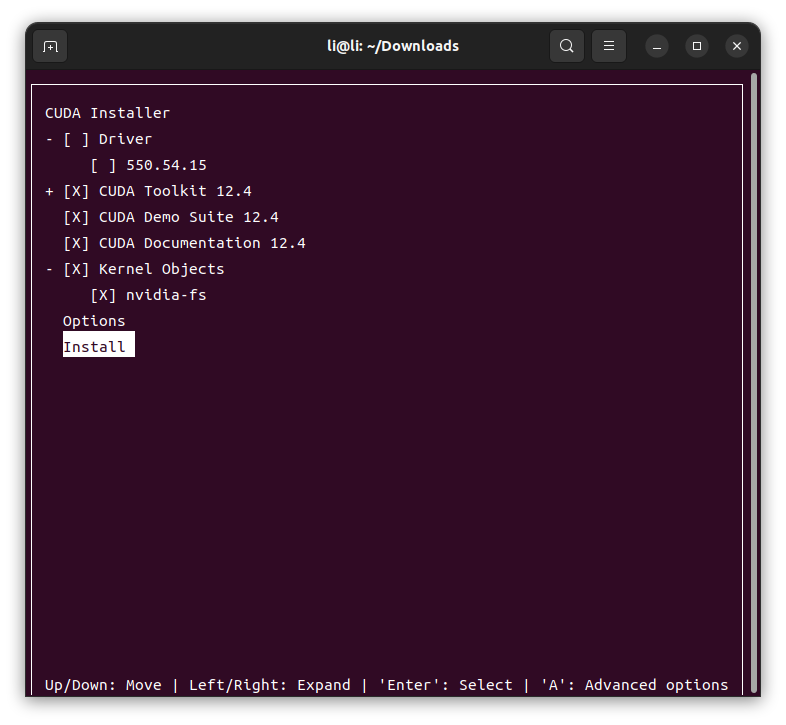 li@li: ~/Downloads
CUDA Installer
- [ ] Driver
[ ] 550.54.15
+ [X] CUDA Toolkit 12.4
[X] CUDA Demo Suite 12.4
[X] CUDA Documentation 12.4
- [X] Kernel Objects
[X] nvidia-fs
Options
Install
Up/Down: Move | Left/Right: Expand | 'Enter': Select | 'A': Advanced options